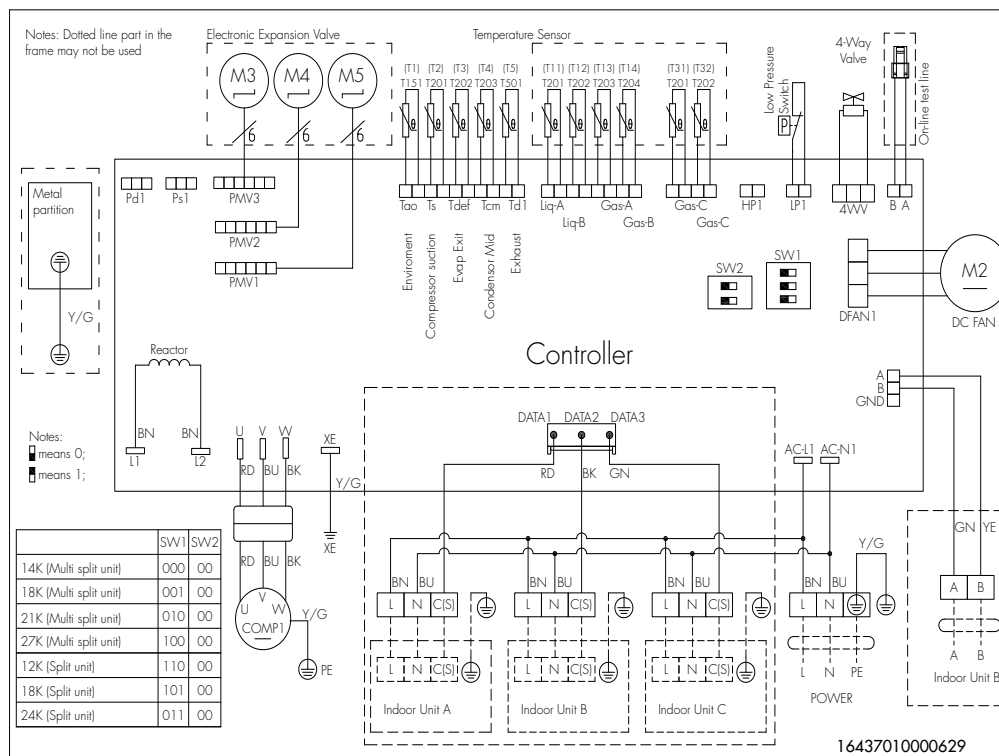 Notes: Dotted line part in the
frame may not be used
Electronic Expansion Valve
M3 M4 M5
6 6 6
Temperature Sensor
(T1) (T2) (T3) (T4) (T5)
T151 T201 T202 T203 T501
θ θ θ θ θ
(T11) (T12) (T13) (T14)
T201 T202 T203 T204
θ θ θ θ
(T31) (T32)
T201 T202
θ θ
Low Pressure
Switch
P
4-Way
Valve
On-line test line
Metal
partition
Y/G
Pd1 Ps1 PMV3
PMV2
PMV1
Tao Ts Tdef Tcm Td1
Enviroment
Compressor suction
Evap Exit
Condensor Mid
Exhaust
Liq-A Gas-A
Liq-B Gas-B
Gas-C
Gas-C
HP1 LP1 4WV B A
SW2 SW1
DFAN1
M2
DC FAN
Reactor
BN BN
L1 L2
Controller
A
B
GND
Notes:
means 0;
means 1;
U V W
RD BU BK
XE
Y/G
XE
DATA1 DATA2 DATA3
RD BK GN
AC-L1 AC-N1
GN YE
RD BU BK
U V W
COMP1
Y/G
PE
SW1 SW2
14K (Multi split unit) 000 00
18K (Multi split unit) 001 00
21K (Multi split unit) 010 00
27K (Multi split unit) 100 00
12K (Split unit) 110 00
18K (Split unit) 101 00
24K (Split unit) 011 00
BN BU BN BU BN BU BN BU Y/G
L N C(S) L N C(S) L N C(S) L N
L N C(S) L N C(S) L N C(S) L N PE
Indoor Unit A Indoor Unit B Indoor Unit C POWER
A B
A B
Indoor Unit B
16437010000629